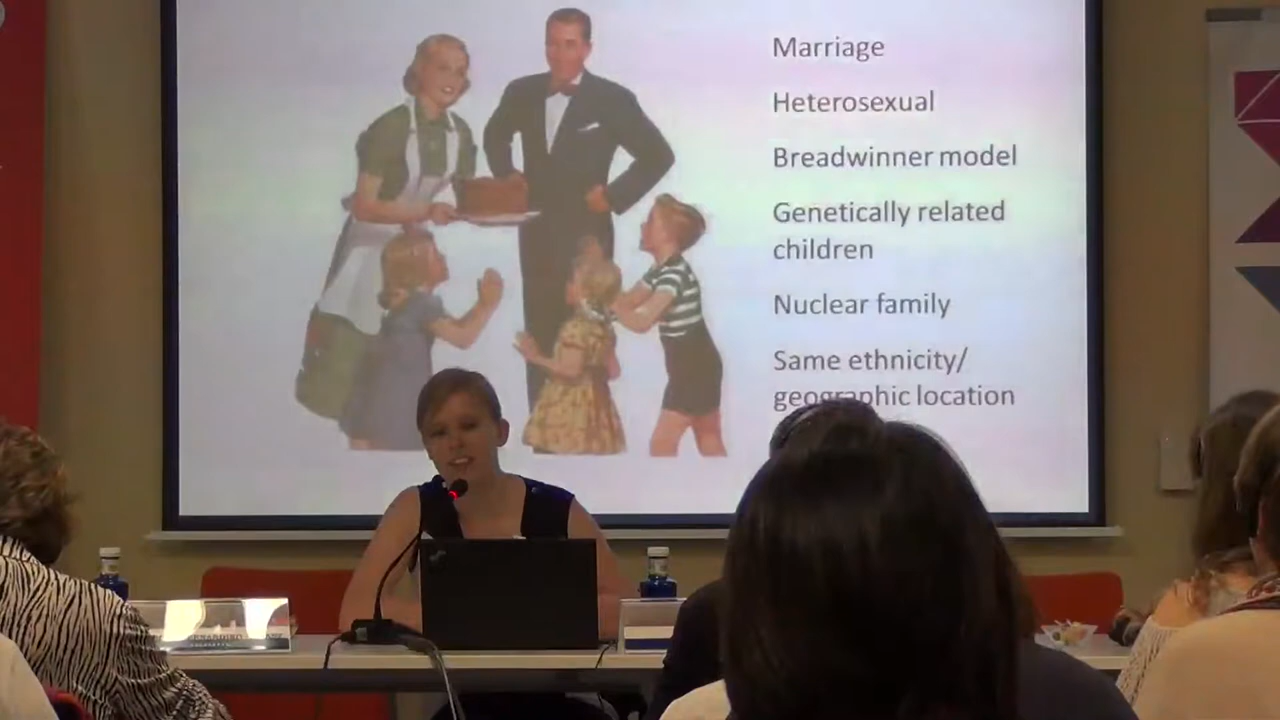 Marriage
Heterosexual
Breadwinner model
Genetically related
children
Nuclear family
Same ethnicity/
geographic location